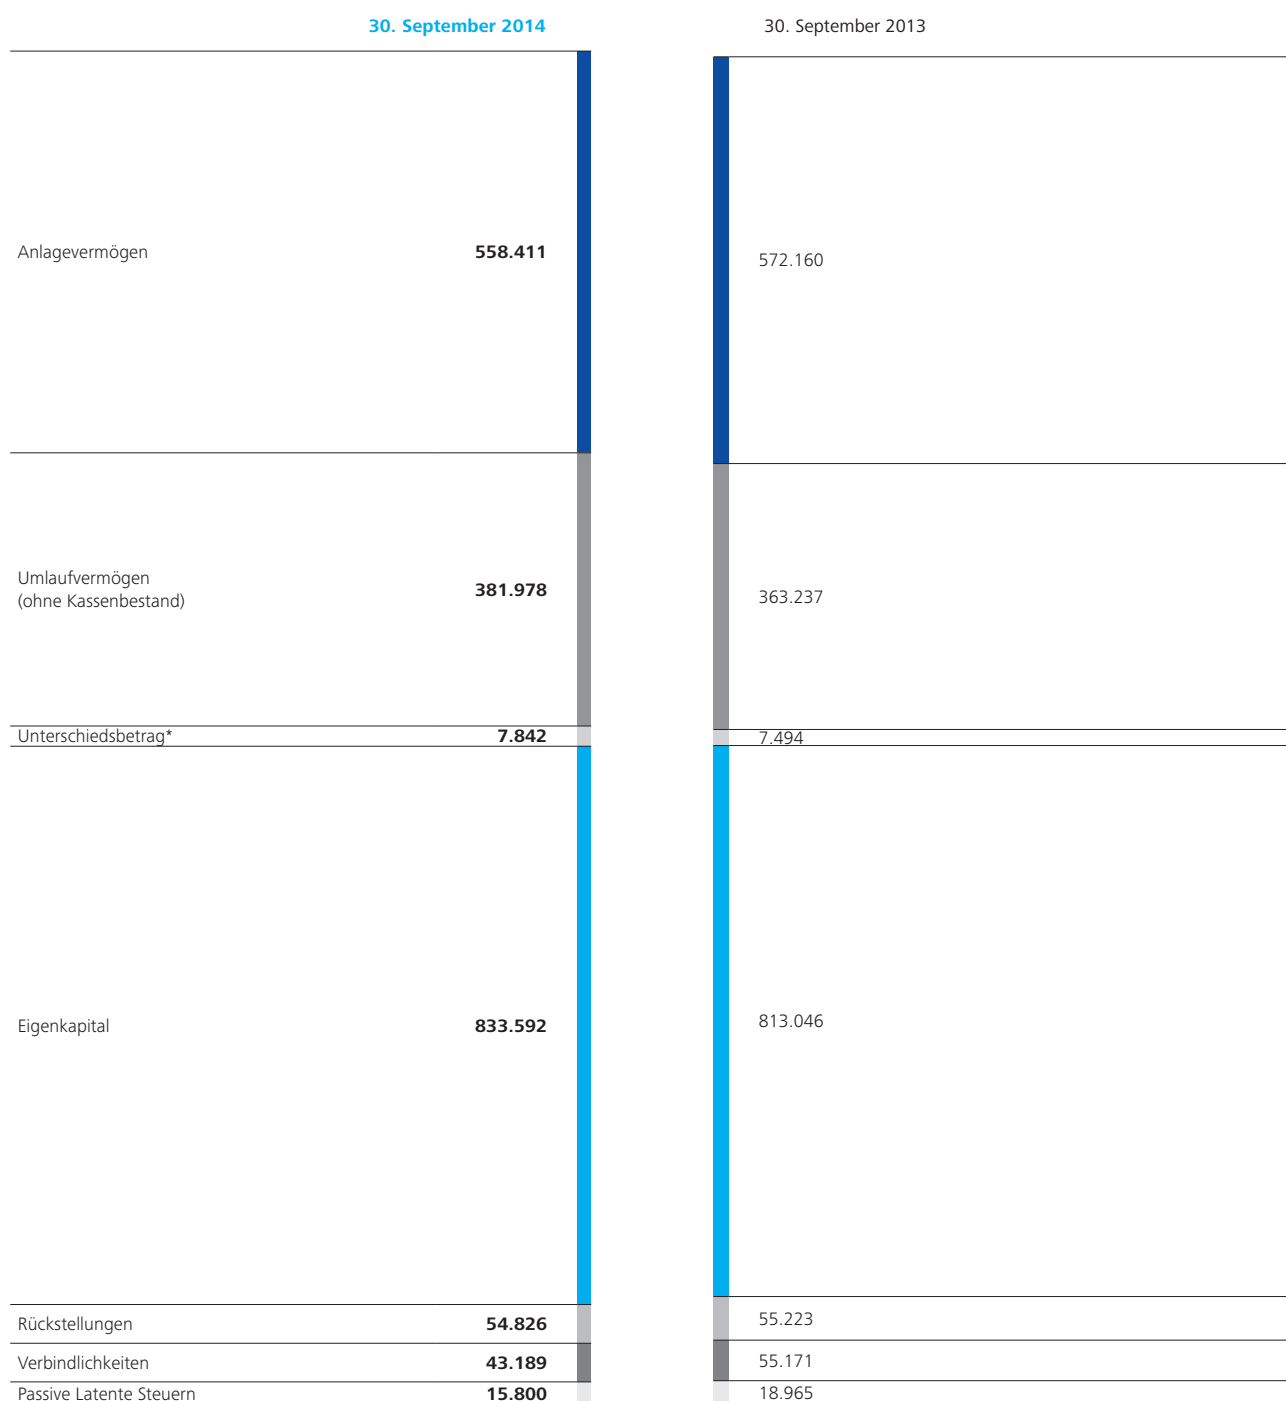 30. September 2014 30. September 2013
Anlagevermögen 558.411 572.160
Umlaufvermögen
(ohne Kassenbestand) 381.978 363.237
Unterschiedsbetrag* 7.842 7.494
Eigenkapital 833.592 813.046
Rückstellungen 54.826 55.223
Verbindlichkeiten 43.189 55.171
Passive Latente Steuern 15.800 18.965